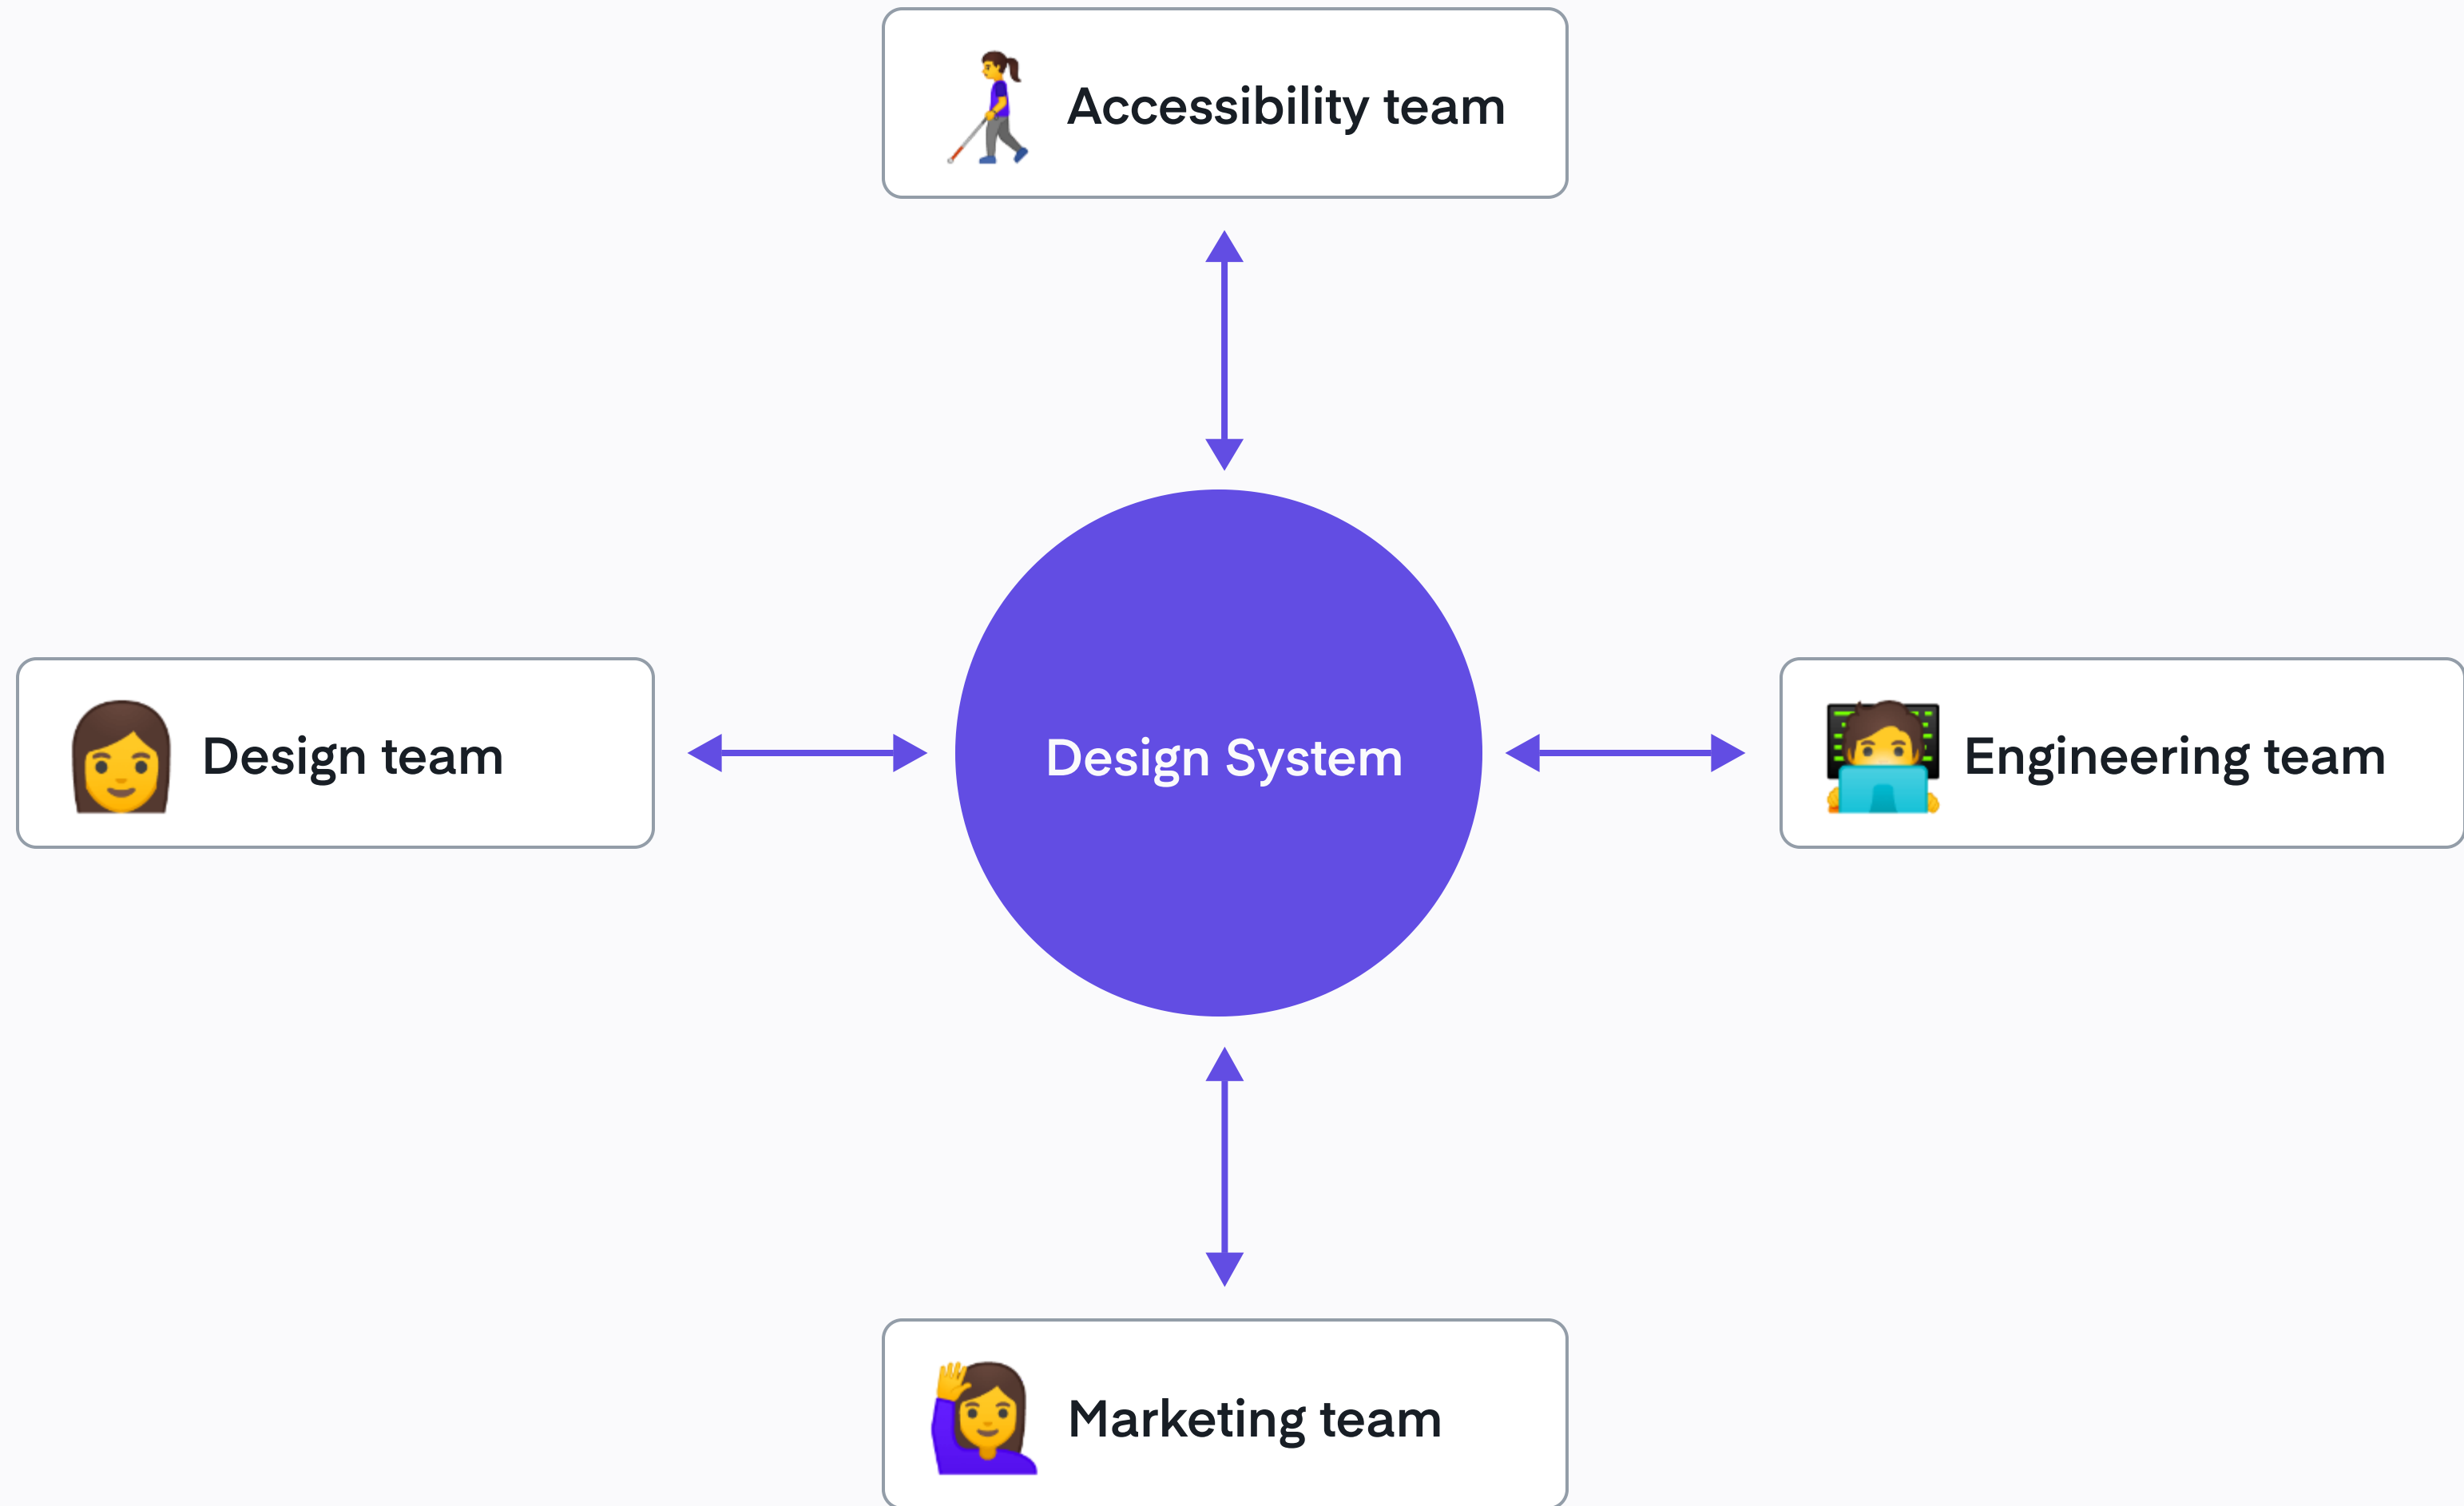 Accessibility team
Design team
Design System
Engineering team
Marketing team